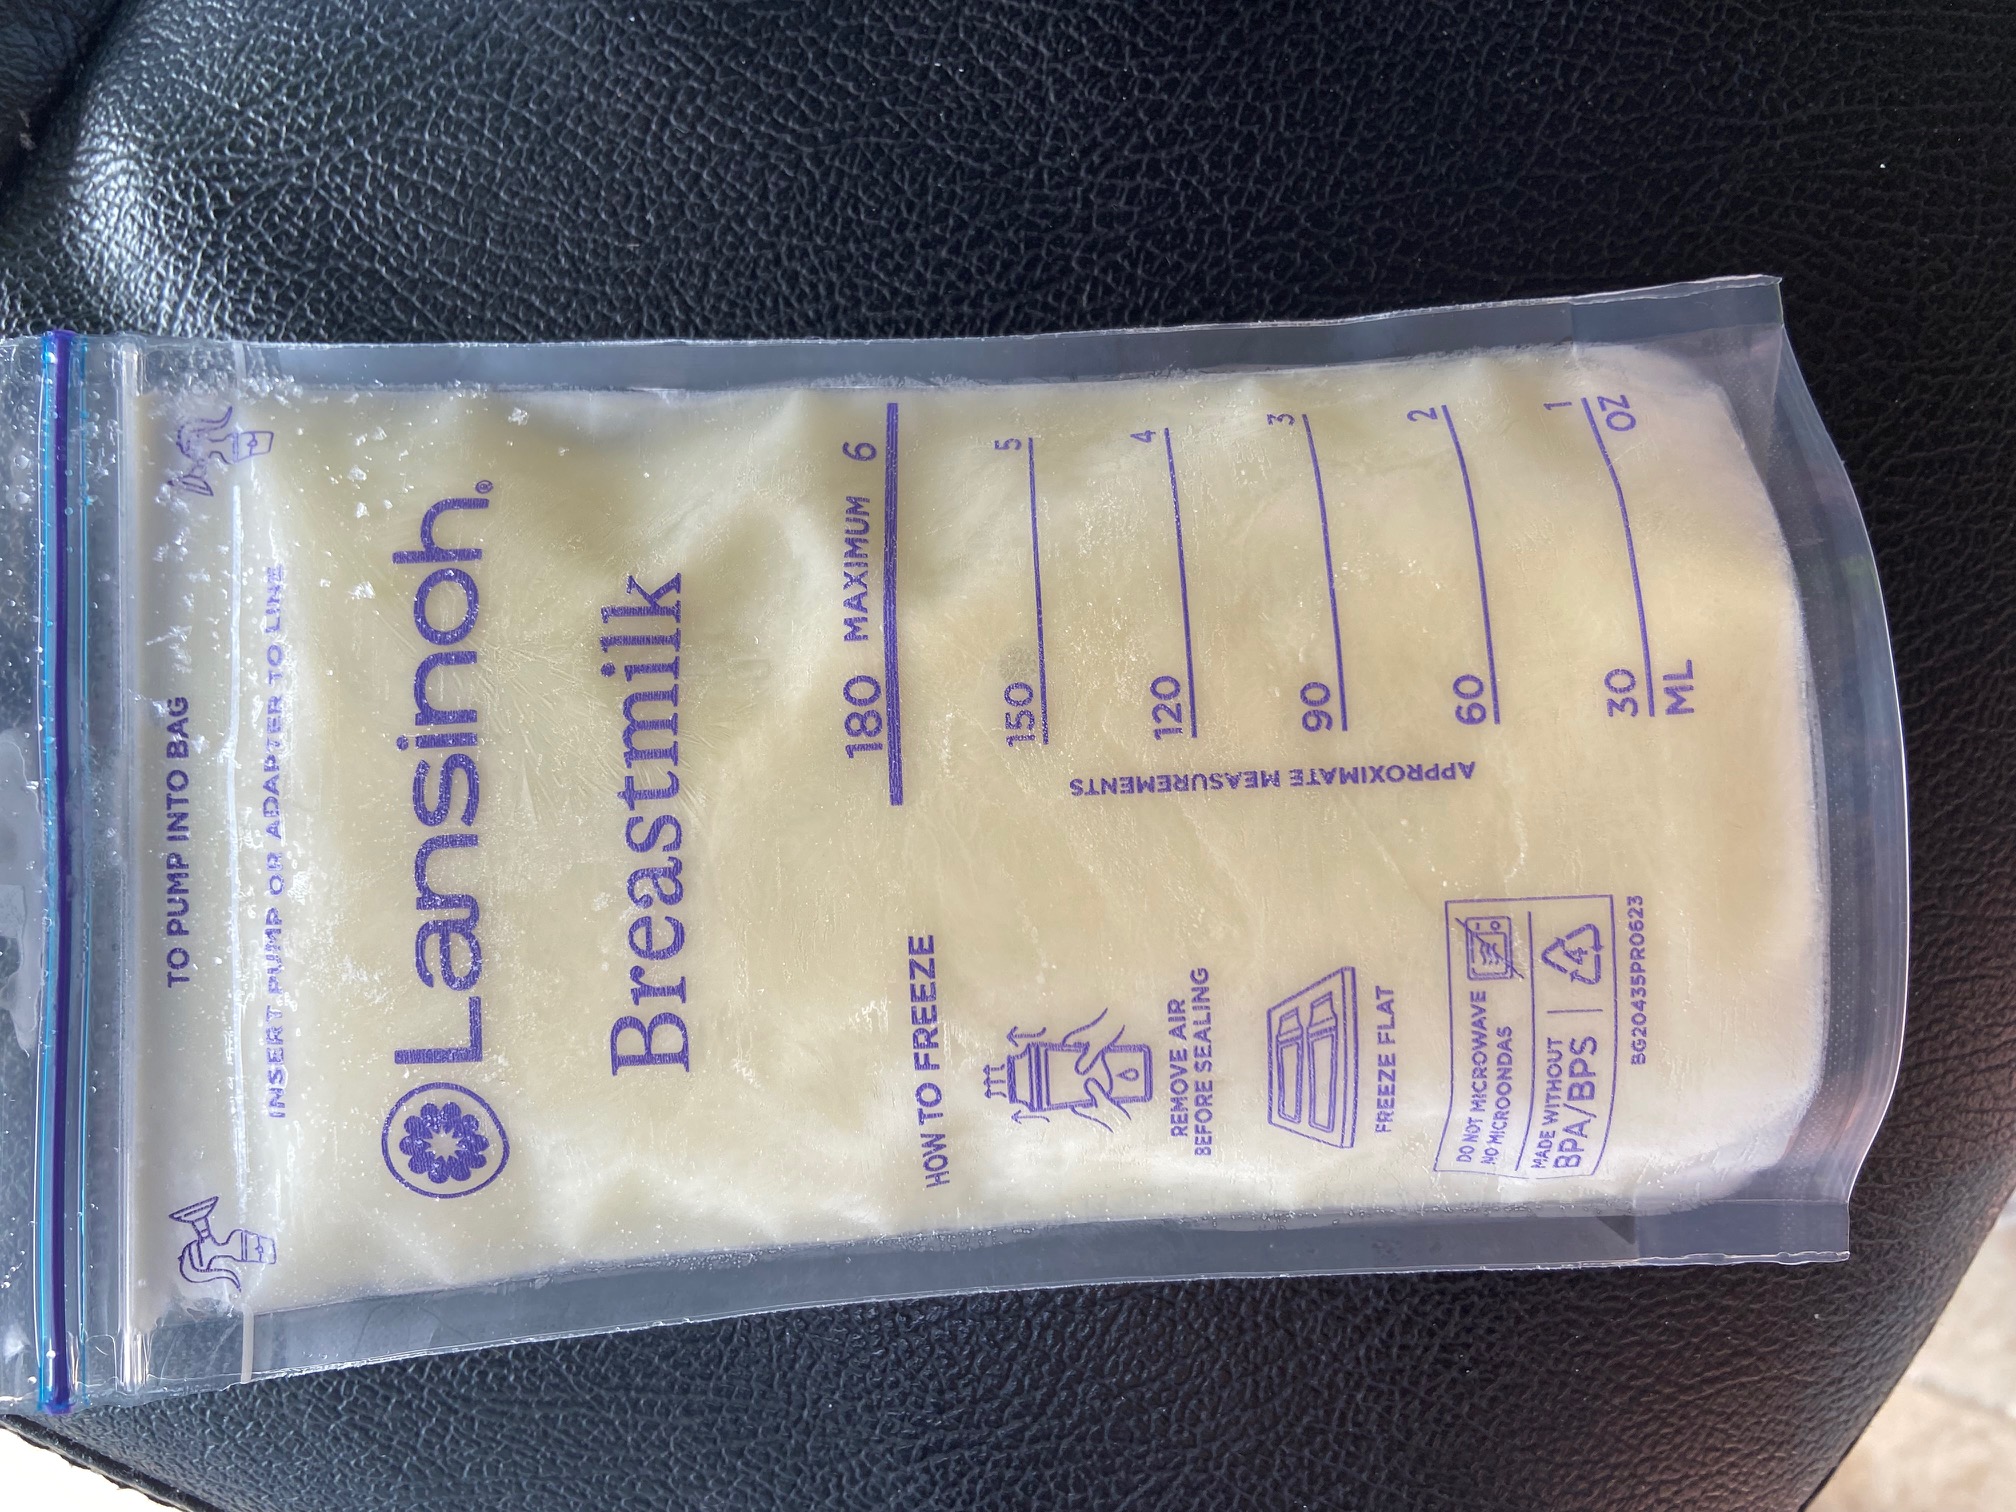 TO PUMP INTO BAG
INSERT PUMP OR ADAPTER TO LINE
Lansinoh®
Breastmilk
180 MAXIMUM 6
150 5
120 4
90 3
60 2
30 1
ML OZ
APPROXIMATE MEASUREMENTS
HOW TO FREEZE
REMOVE AIR
BEFORE SEALING
FREEZE FLAT
DO NOT MICROWAVE
NO MICROONDAS
MADE WITHOUT
BPA/BPS
4
BG20435PR0623